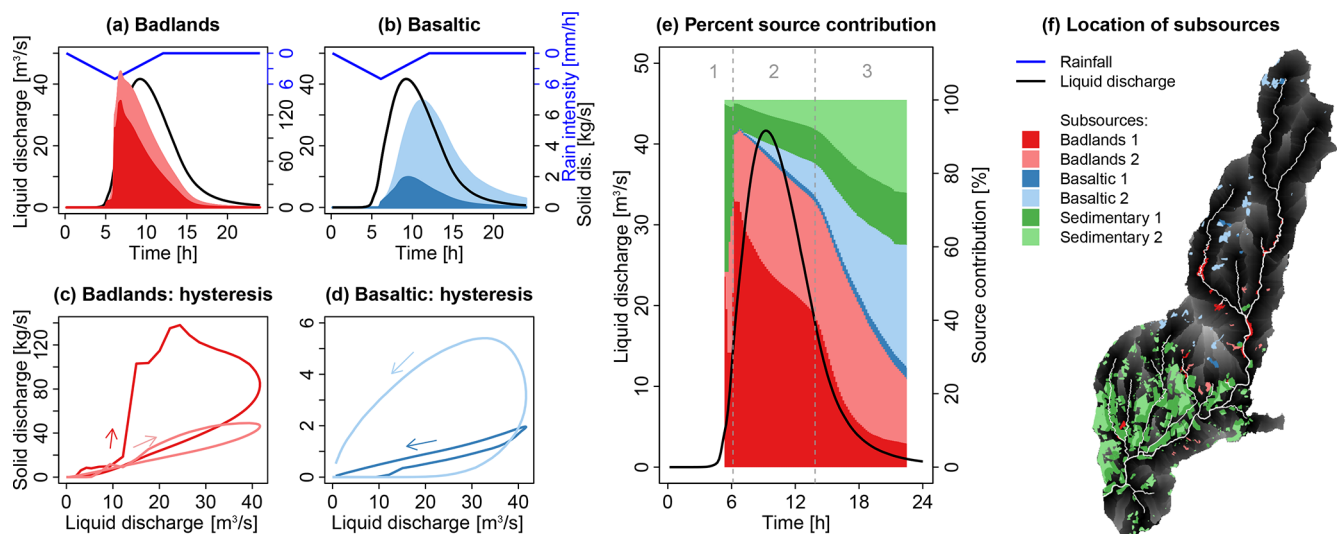 (a) Badlands
Liquid discharge [m³/s]
0 20 40
0 6
0 60 120
0 5 10 15 20
Time [h]
(b) Basaltic
0 20 40
0 6
Rain intensity [mm/h]
0 2 4 6
Solid dis. [kg/s]
0 5 10 15 20
Time [h]
(c) Badlands: hysteresis
Solid discharge [kg/s]
0 40 80 120
0 10 20 30 40
Liquid discharge [m³/s]
(d) Basaltic: hysteresis
0 2 4 6
0 10 20 30 40
Liquid discharge [m³/s]
(e) Percent source contribution
1 2 3
Liquid discharge [m³/s]
0 10 20 30 40 50
0 20 40 60 80 100
Source contribution [%]
0 6 12 18 24
Time [h]
(f) Location of subsources
Rainfall
Liquid discharge
Subsources:
Badlands 1
Badlands 2
Basaltic 1
Basaltic 2
Sedimentary 1
Sedimentary 2